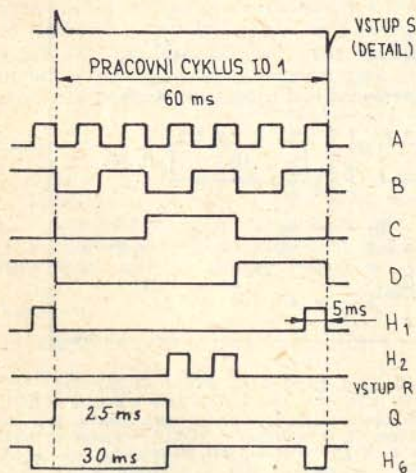 VSTUP S
(DETAIL)
PRACOVNÍ CYKLUS IO 1
60 ms
A
B
C
D
5ms
H1
H2
VSTUP R
25 ms
Q
30 ms
H6